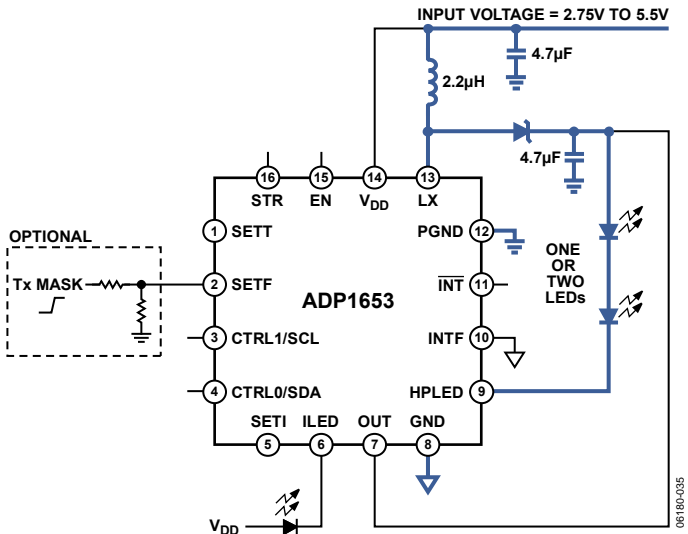 INPUT VOLTAGE = 2.75V TO 5.5V
4.7µF
2.2µH
4.7µF
16 15 14 13
STR EN VDD LX
OPTIONAL
Tx MASK
1 SETT
2 SETF
3 CTRL1/SCL
4 CTRL0/SDA
ADP1653
PGND 12
INT 11
INTF 10
HPLED 9
ONE
OR
TWO
LEDs
SETI ILED OUT GND
5 6 7 8
VDD
06180-035